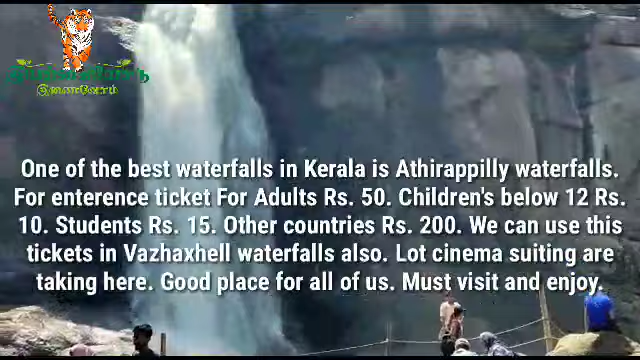 இணைவோம்
One of the best waterfalls in Kerala is Athirappilly waterfalls.
For enterence ticket For Adults Rs. 50. Children's below 12 Rs.
10. Students Rs. 15. Other countries Rs. 200. We can use this
tickets in Vazhaxhell waterfalls also. Lot cinema suiting are
taking here. Good place for all of us. Must visit and enjoy.